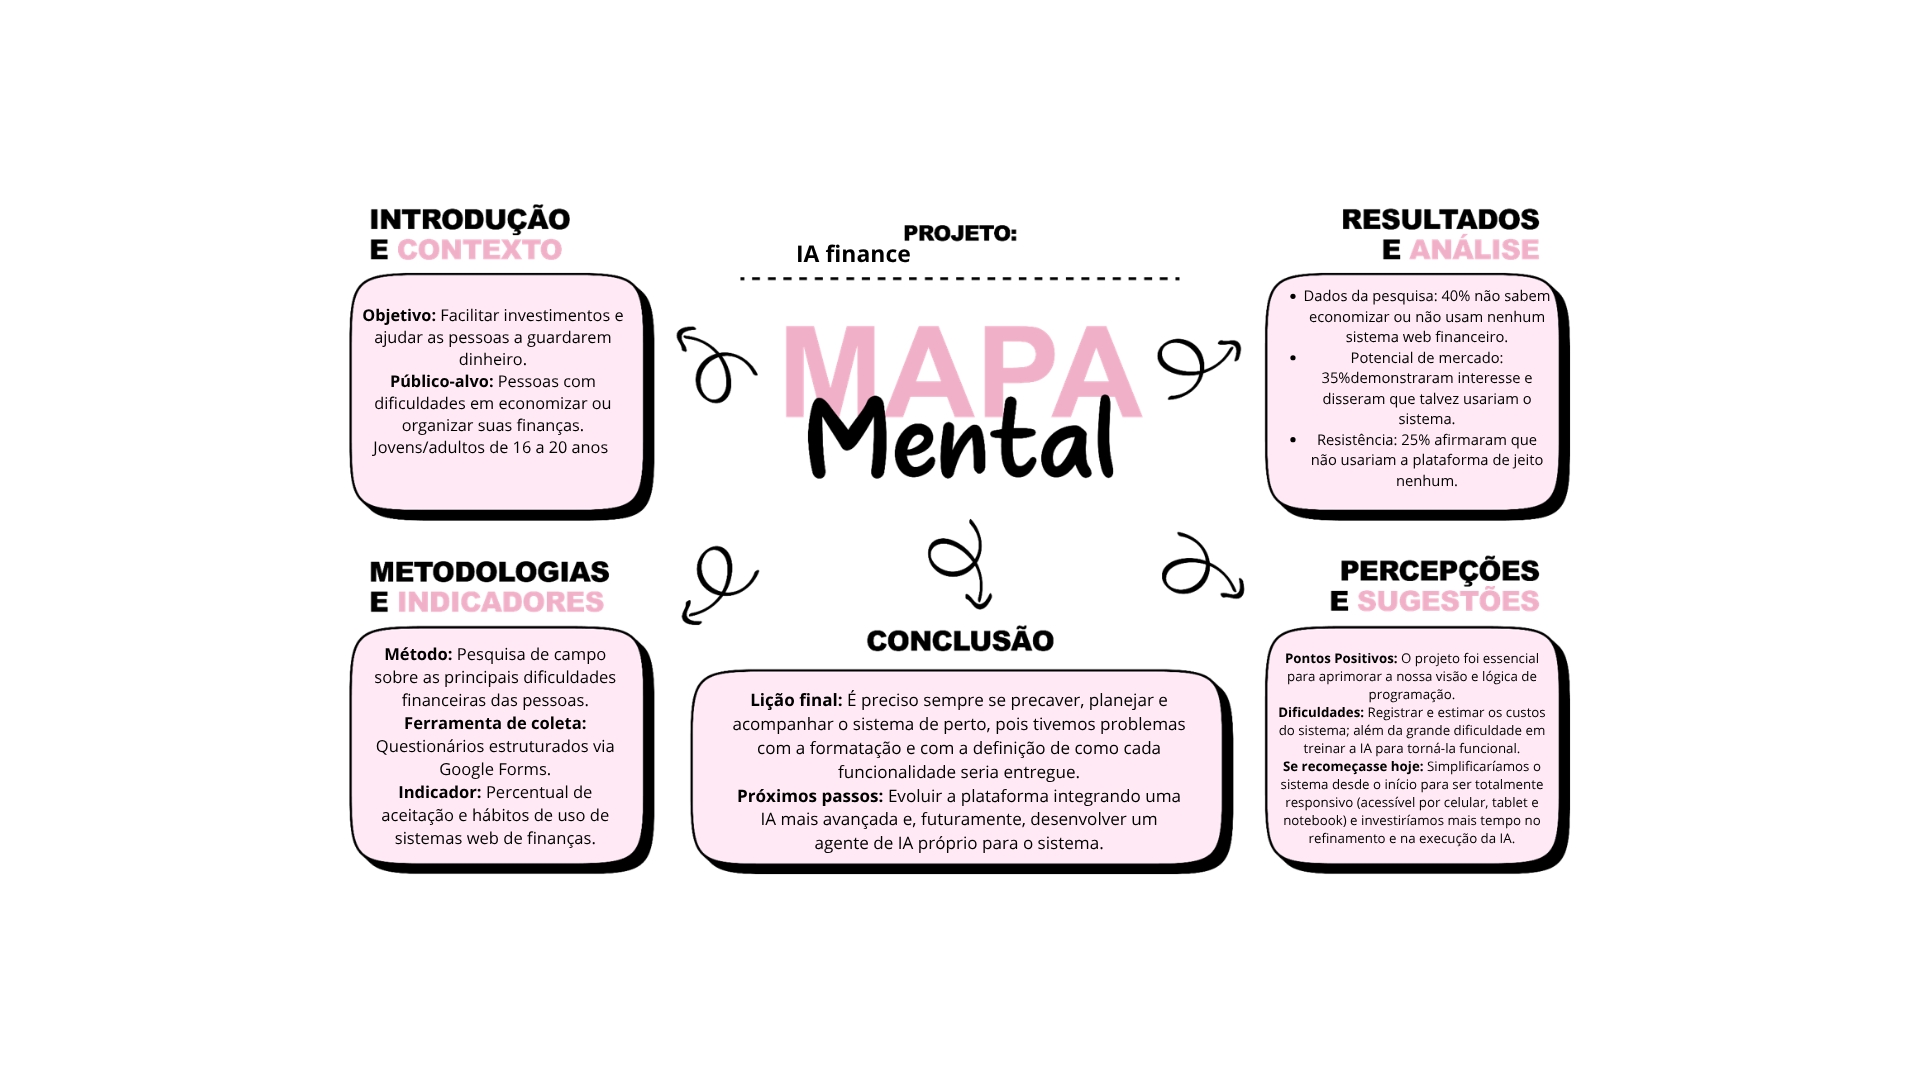 INTRODUÇÃO
E CONTEXTO
Objetivo: Facilitar investimentos e
ajudar as pessoas a guardarem
dinheiro.
Público-alvo: Pessoas com
dificuldades em economizar ou
organizar suas finanças.
Jovens/adultos de 16 a 20 anos
PROJETO:
IA finance
MAPA
Mental
RESULTADOS
E ANÁLISE
• Dados da pesquisa: 40% não sabem
economizar ou não usam nenhum
sistema web financeiro.
• Potencial de mercado:
35%demonstraram interesse e
disseram que talvez usariam o
sistema.
• Resistência: 25% afirmaram que
não usariam a plataforma de jeito
nenhum.
METODOLOGIAS
E INDICADORES
Método: Pesquisa de campo
sobre as principais dificuldades
financeiras das pessoas.
Ferramenta de coleta:
Questionários estruturados via
Google Forms.
Indicador: Percentual de
aceitação e hábitos de uso de
sistemas web de finanças.
CONCLUSÃO
Lição final: É preciso sempre se precaver, planejar e
acompanhar o sistema de perto, pois tivemos problemas
com a formatação e com a definição de como cada
funcionalidade seria entregue.
Próximos passos: Evoluir a plataforma integrando uma
IA mais avançada e, futuramente, desenvolver um
agente de IA próprio para o sistema.
PERCEPÇÕES
E SUGESTÕES
Pontos Positivos: O projeto foi essencial
para aprimorar a nossa visão e lógica de
programação.
Dificuldades: Registrar e estimar os custos
do sistema; além da grande dificuldade em
treinar a IA para torná-la funcional.
Se recomeçasse hoje: Simplificaríamos o
sistema desde o início para ser totalmente
responsivo (acessível por celular, tablet e
notebook) e investiríamos mais tempo no
refinamento e na execução da IA.